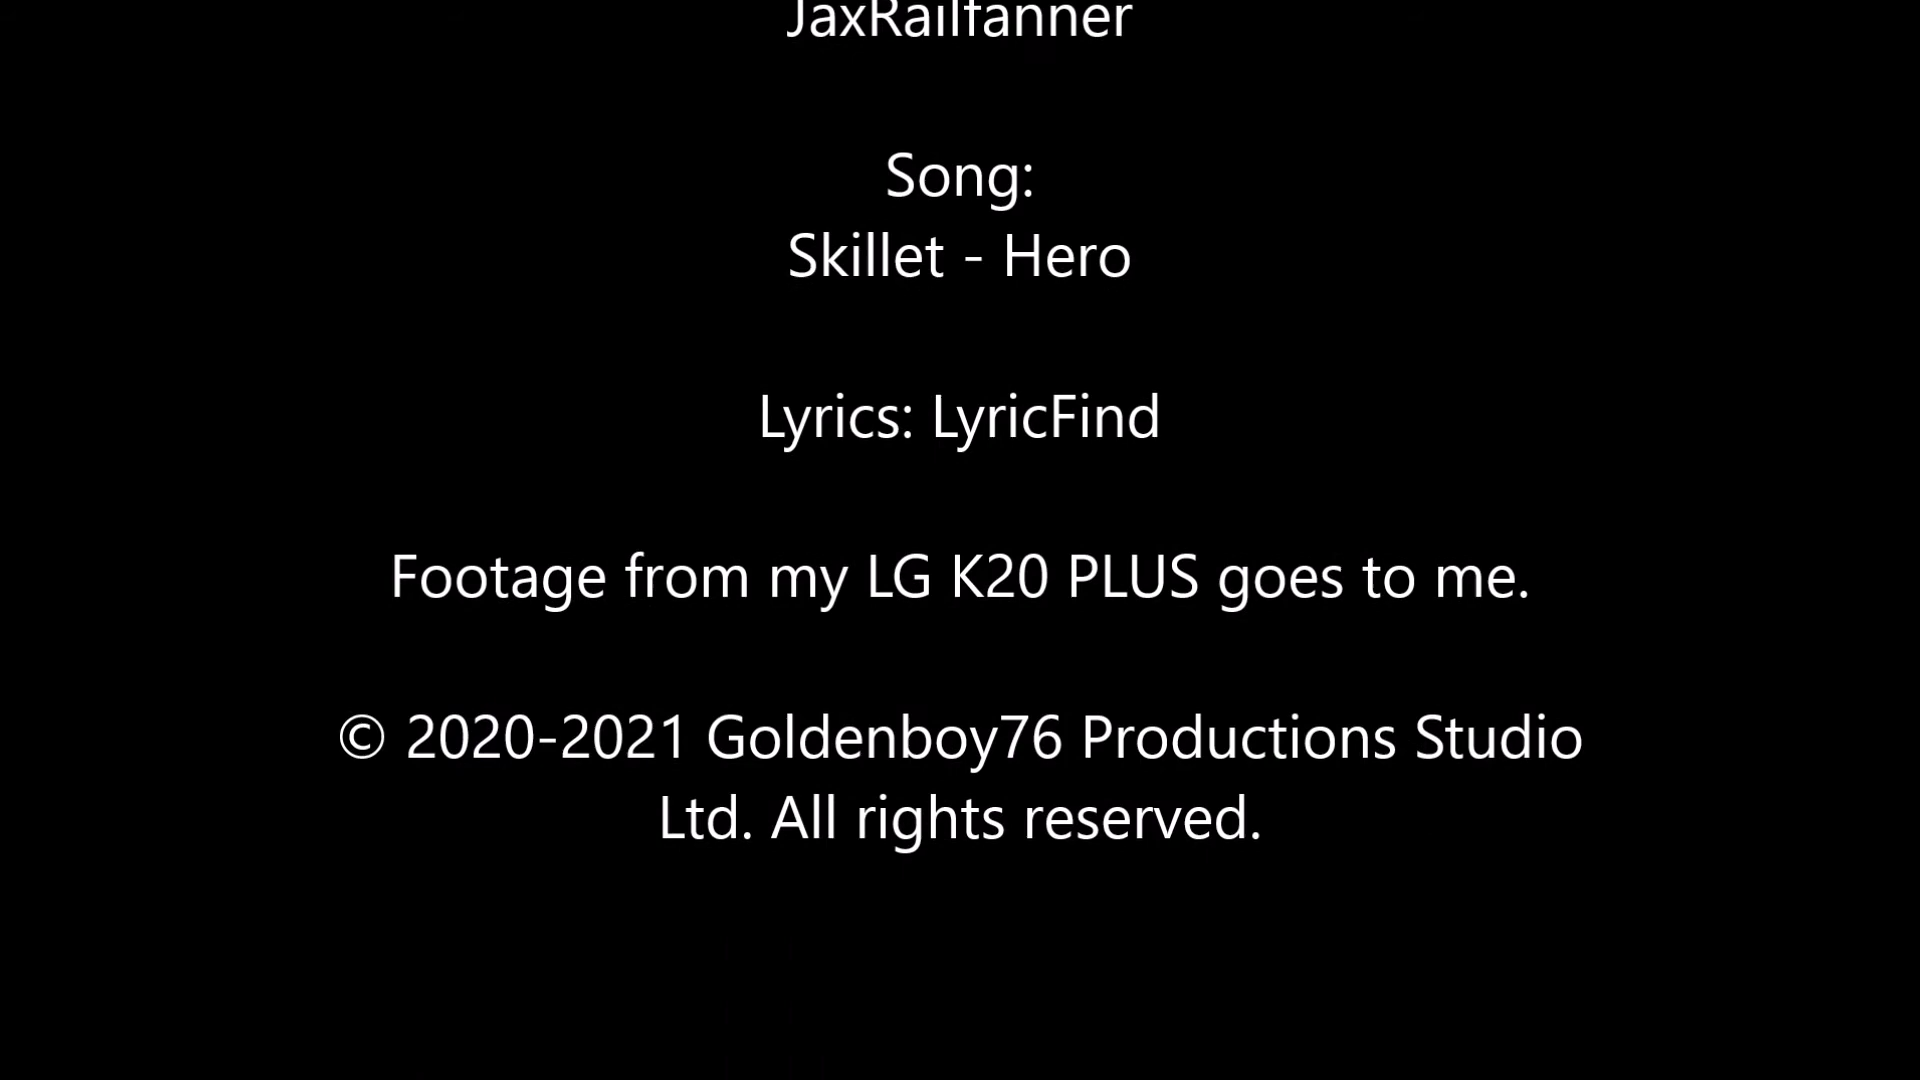 JaxRailfanner
Song:
Skillet - Hero
Lyrics: LyricFind
Footage from my LG K20 PLUS goes to me.
© 2020-2021 Goldenboy76 Productions Studio
Ltd. All rights reserved.